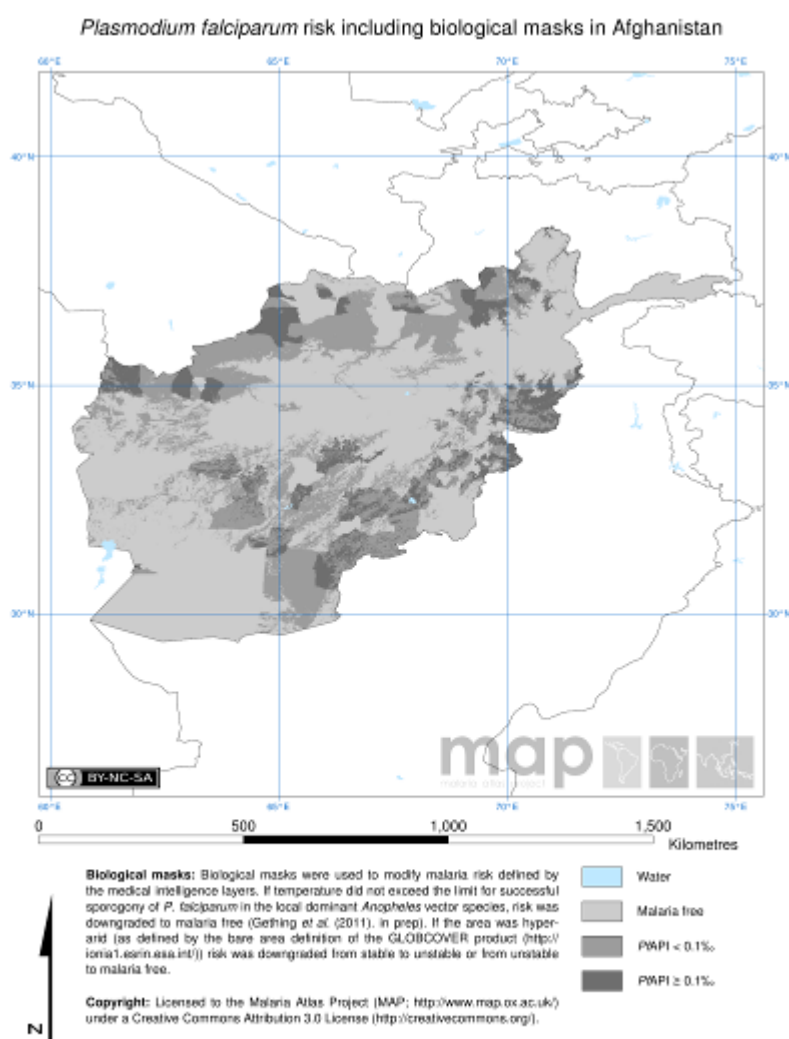 Plasmodium falciparum risk including biological masks in Afghanistan
60°E 65°E 70°E 75°E
40°N 40°N
35°N 35°N
30°N 30°N
map
malaria atlas project
CC BY-NC-SA
60°E 65°E 70°E 75°E
0 500 1,000 1,500
Kilometres
Biological masks: Biological masks were used to modify malaria risk defined by
the medical intelligence layers. If temperature did not exceed the limit for successful
sporogony of P. falciparum in the local dominant Anopheles vector species, risk was
downgraded to malaria free (Gething et al. (2011). in prep). If the area was hyper-
arid (as defined by the bare area definition of the GLOBCOVER product (http://
ionia1.esrin.esa.int/)) risk was downgraded from stable to unstable or from unstable
to malaria free.
Copyright: Licensed to the Malaria Atlas Project (MAP; http://www.map.ox.ac.uk/)
under a Creative Commons Attribution 3.0 License (http://creativecommons.org/).
Water
Malaria free
PfAPI < 0.1‰
PfAPI ≥ 0.1‰
N